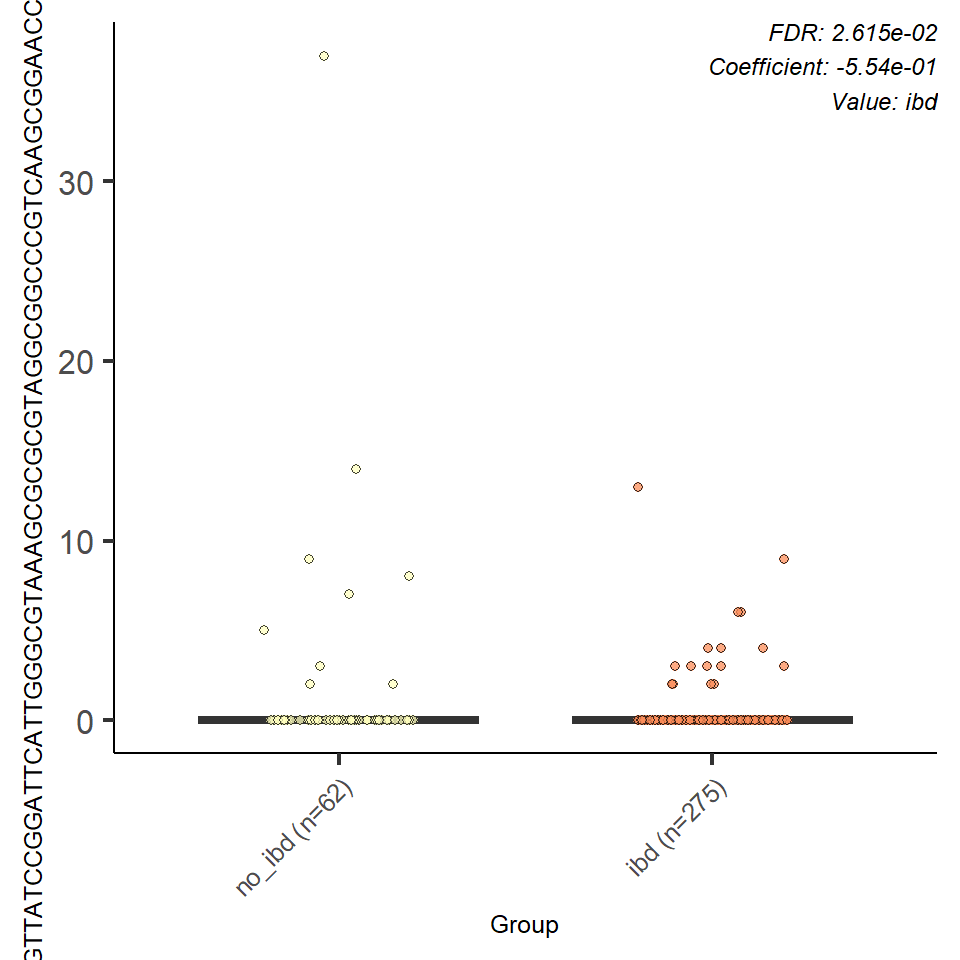 FDR: 2.615e-02
Coefficient: -5.54e-01
Value: ibd
GTTATCCGGATTCATTGGGCGTAAAGCGCGCGTAGGCGGCCCGTCAAGCGGAACC
30
20
10
0
no_ibd (n=62)
ibd (n=275)
Group